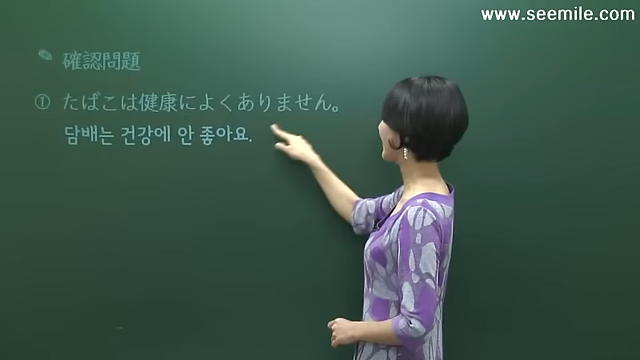 www.seemile.com
確認問題
① たばこは健康によくありません。
담배는 건강에 안 좋아요.